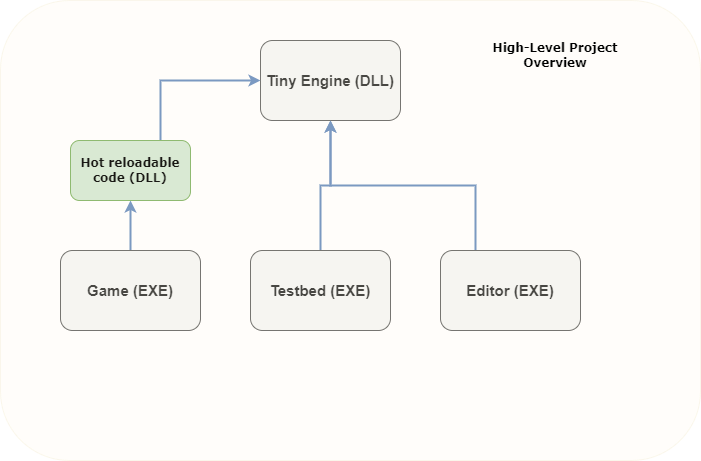 High-Level Project
Overview
Tiny Engine (DLL)
Hot reloadable
code (DLL)
Game (EXE)
Testbed (EXE)
Editor (EXE)